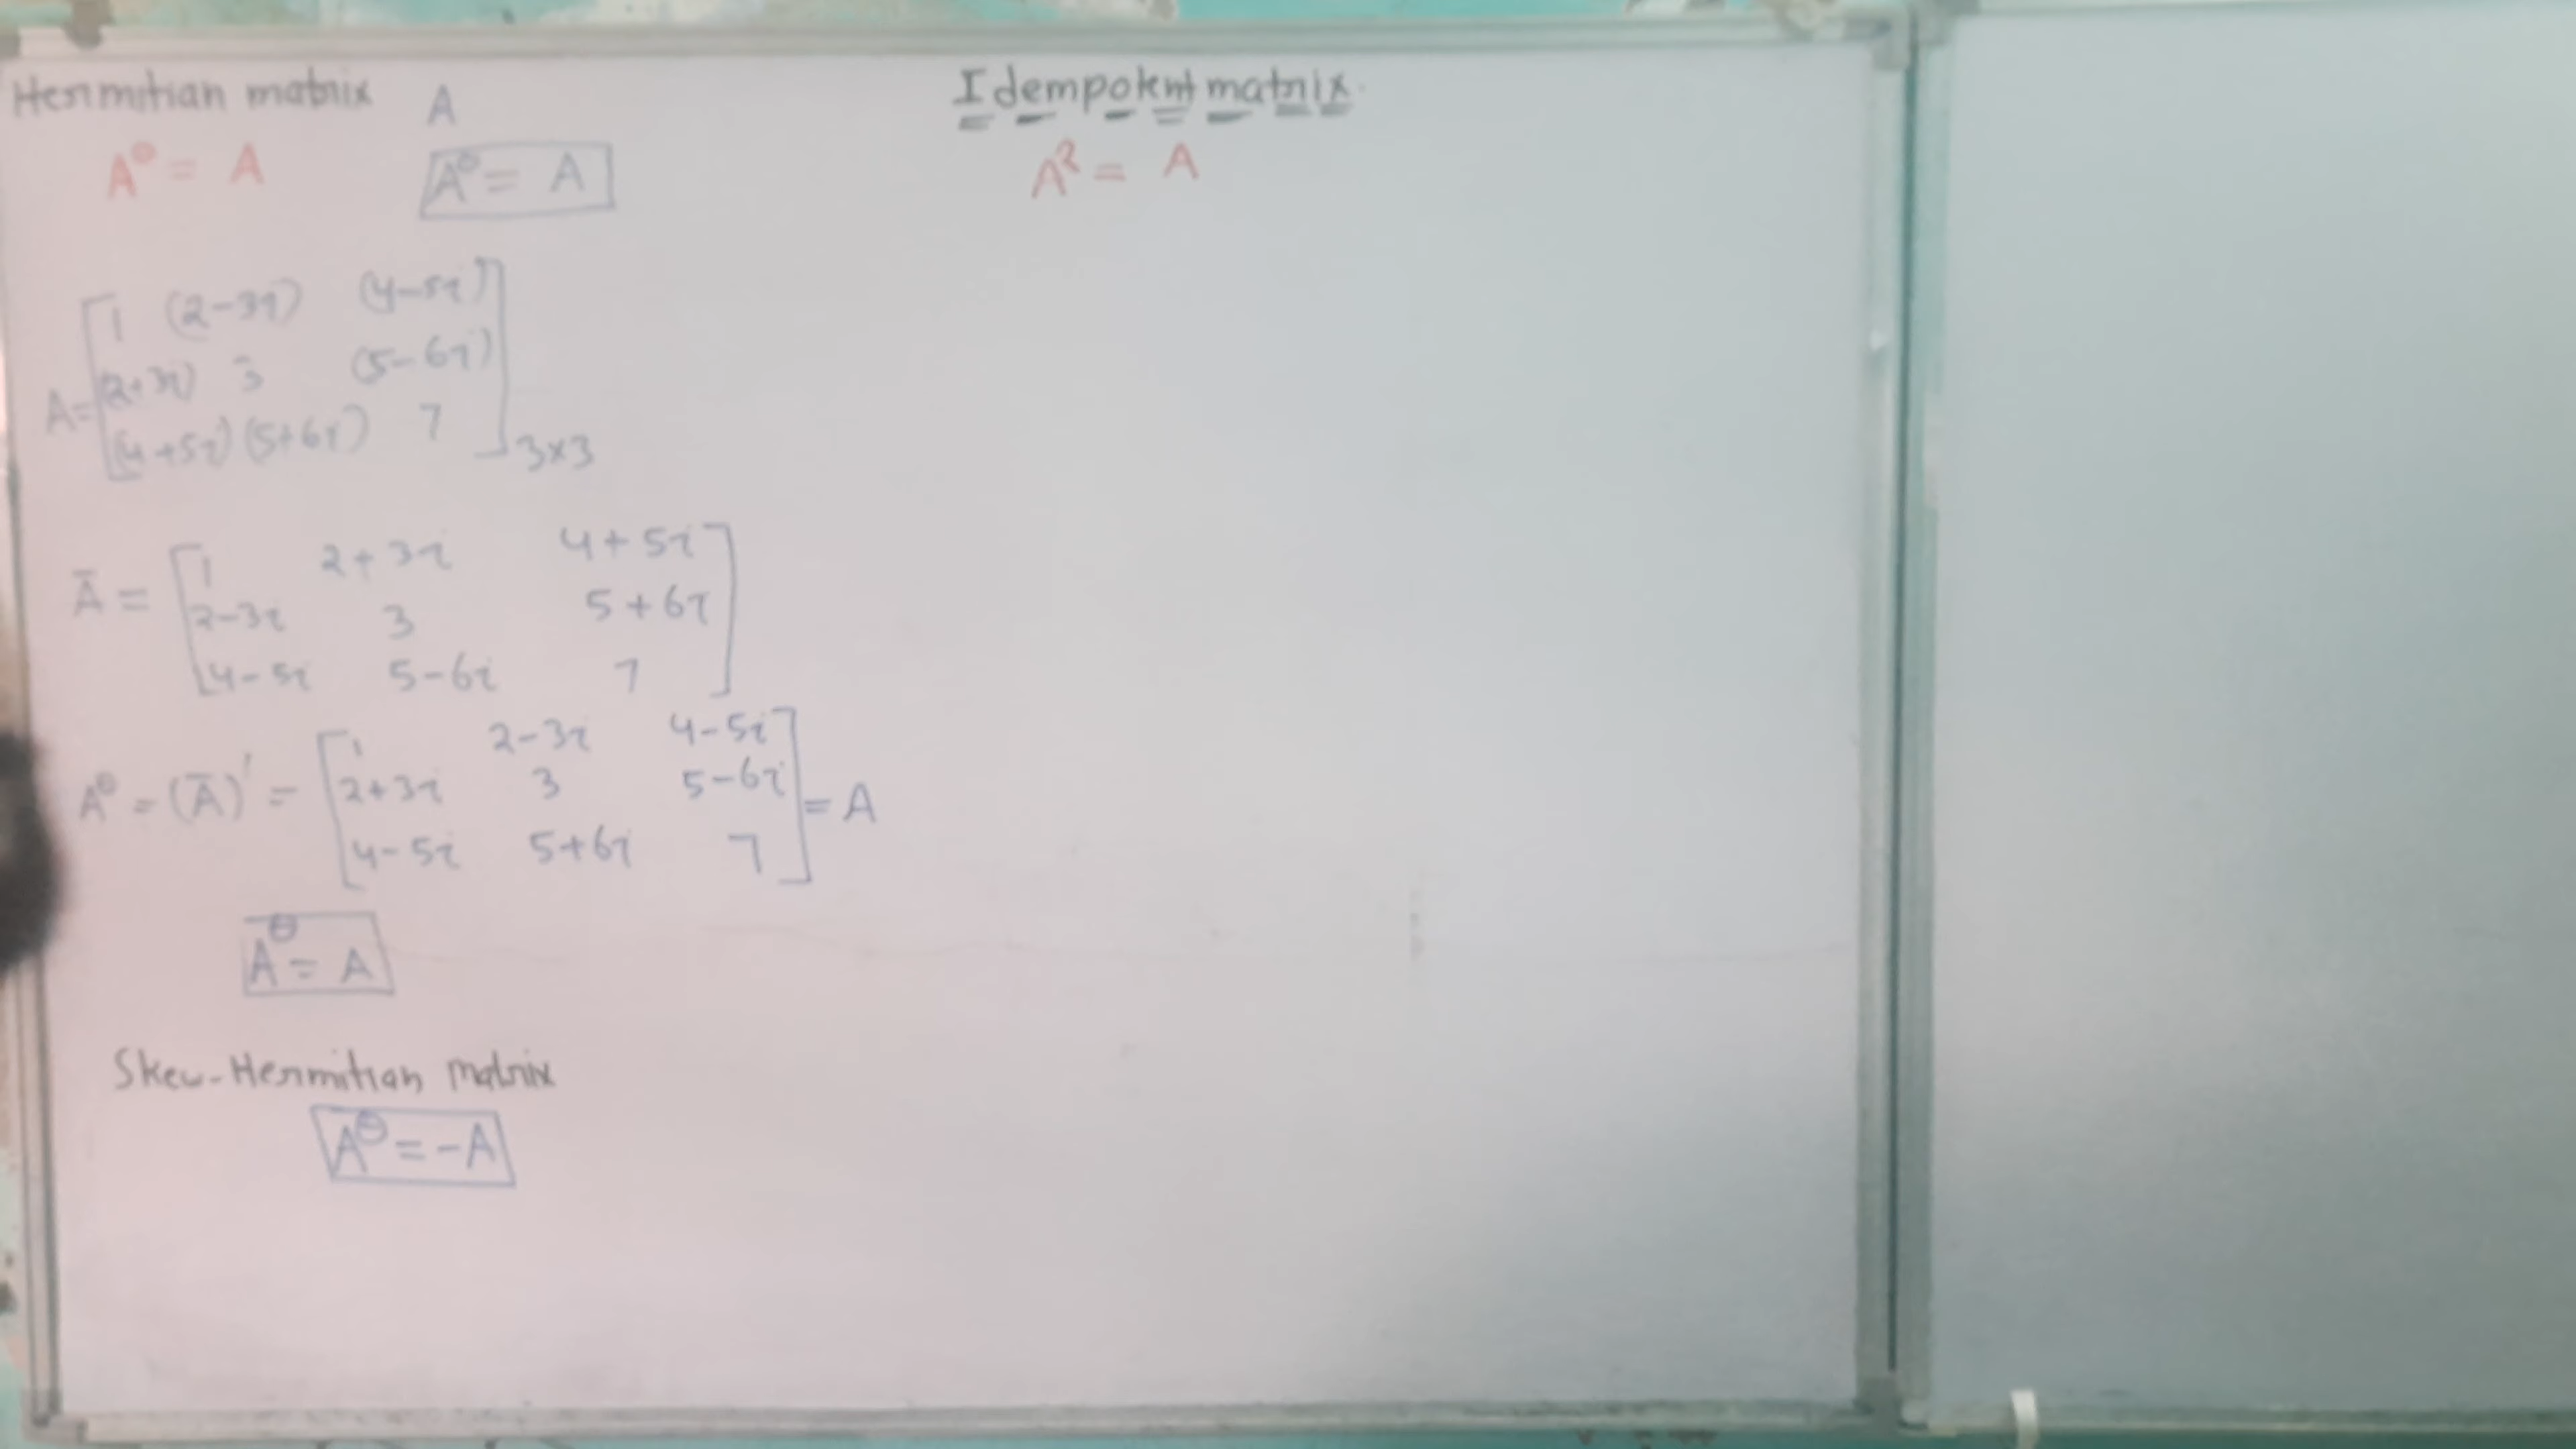 Hermitian matrix A
A^θ = A
A^θ = A
A = [1 (2-3i) (4-5i)
(2+3i) 3 (5-6i)
(4+5i) (5+6i) 7] 3x3
Ā = [1 2+3i 4+5i
2-3i 3 5+6i
4-5i 5-6i 7]
A^θ = (Ā)' = [1 2-3i 4-5i
2+3i 3 5-6i
4-5i 5+6i 7] = A
A^θ = A
Skew-Hermitian Matrix
A^θ = -A
Idempotent matrix.
A² = A